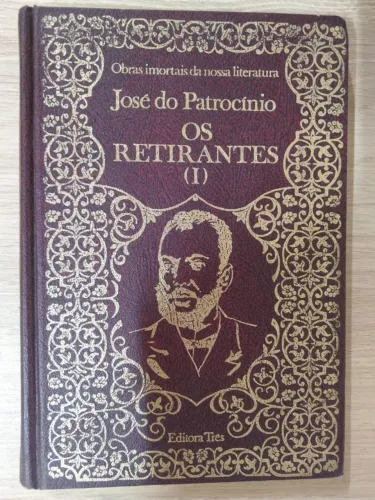 Obras imortais da nossa literatura
José do Patrocínio
OS
RETIRANTES
(I)
Editora Três